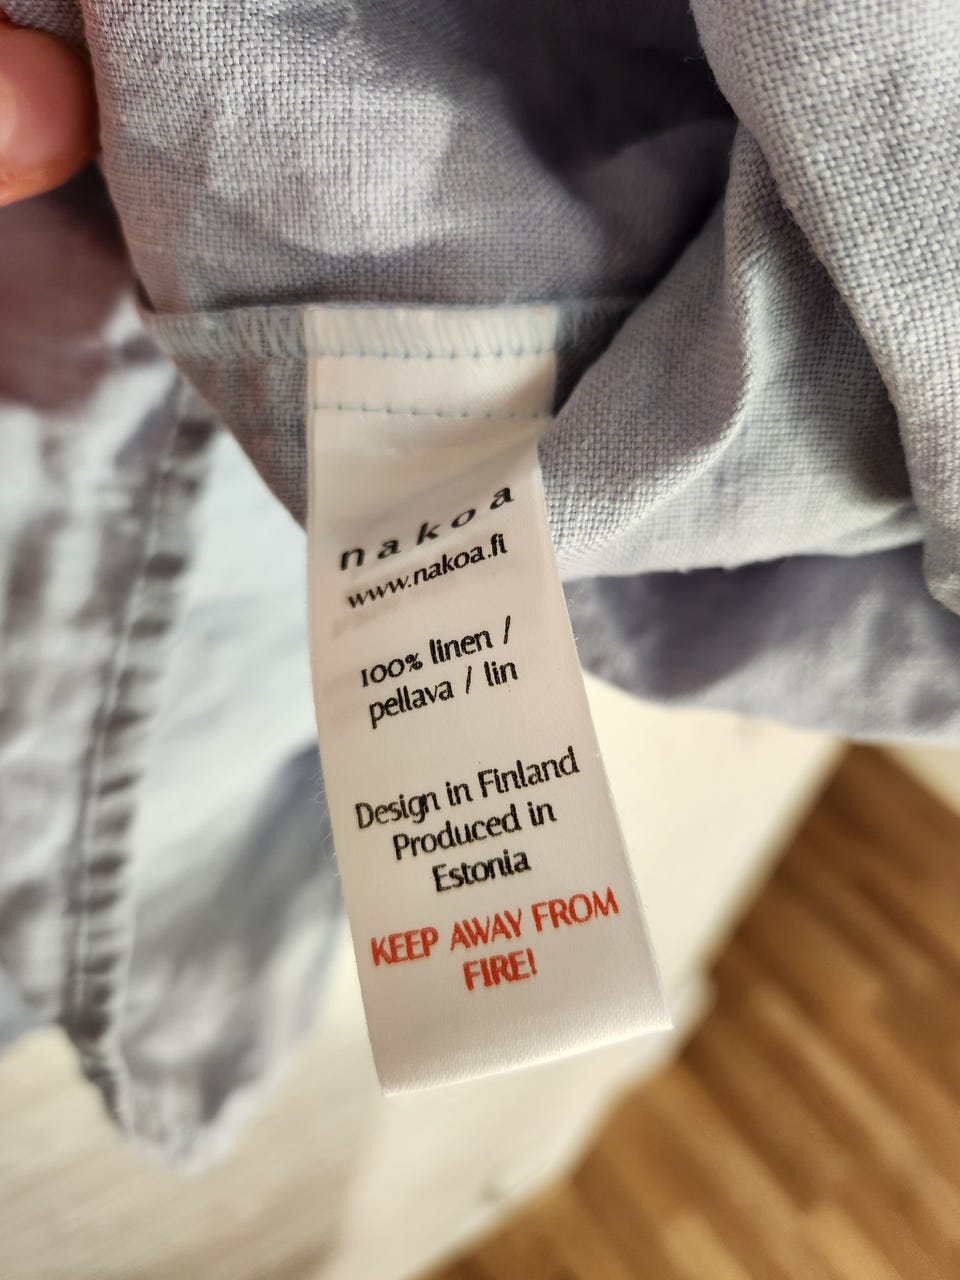 nakoa
www.nakoa.fi
100% linen /
pellava / lin
Design in Finland
Produced in
Estonia
KEEP AWAY FROM
FIRE!